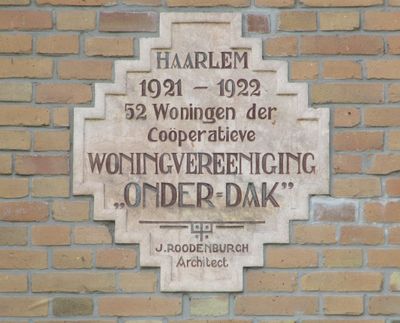 HAARLEM
1921 – 1922
52 Woningen der
Coöperatieve
WONINGVEREENIGING
„ONDER=DAK"
J. ROODENBURGH
Architect